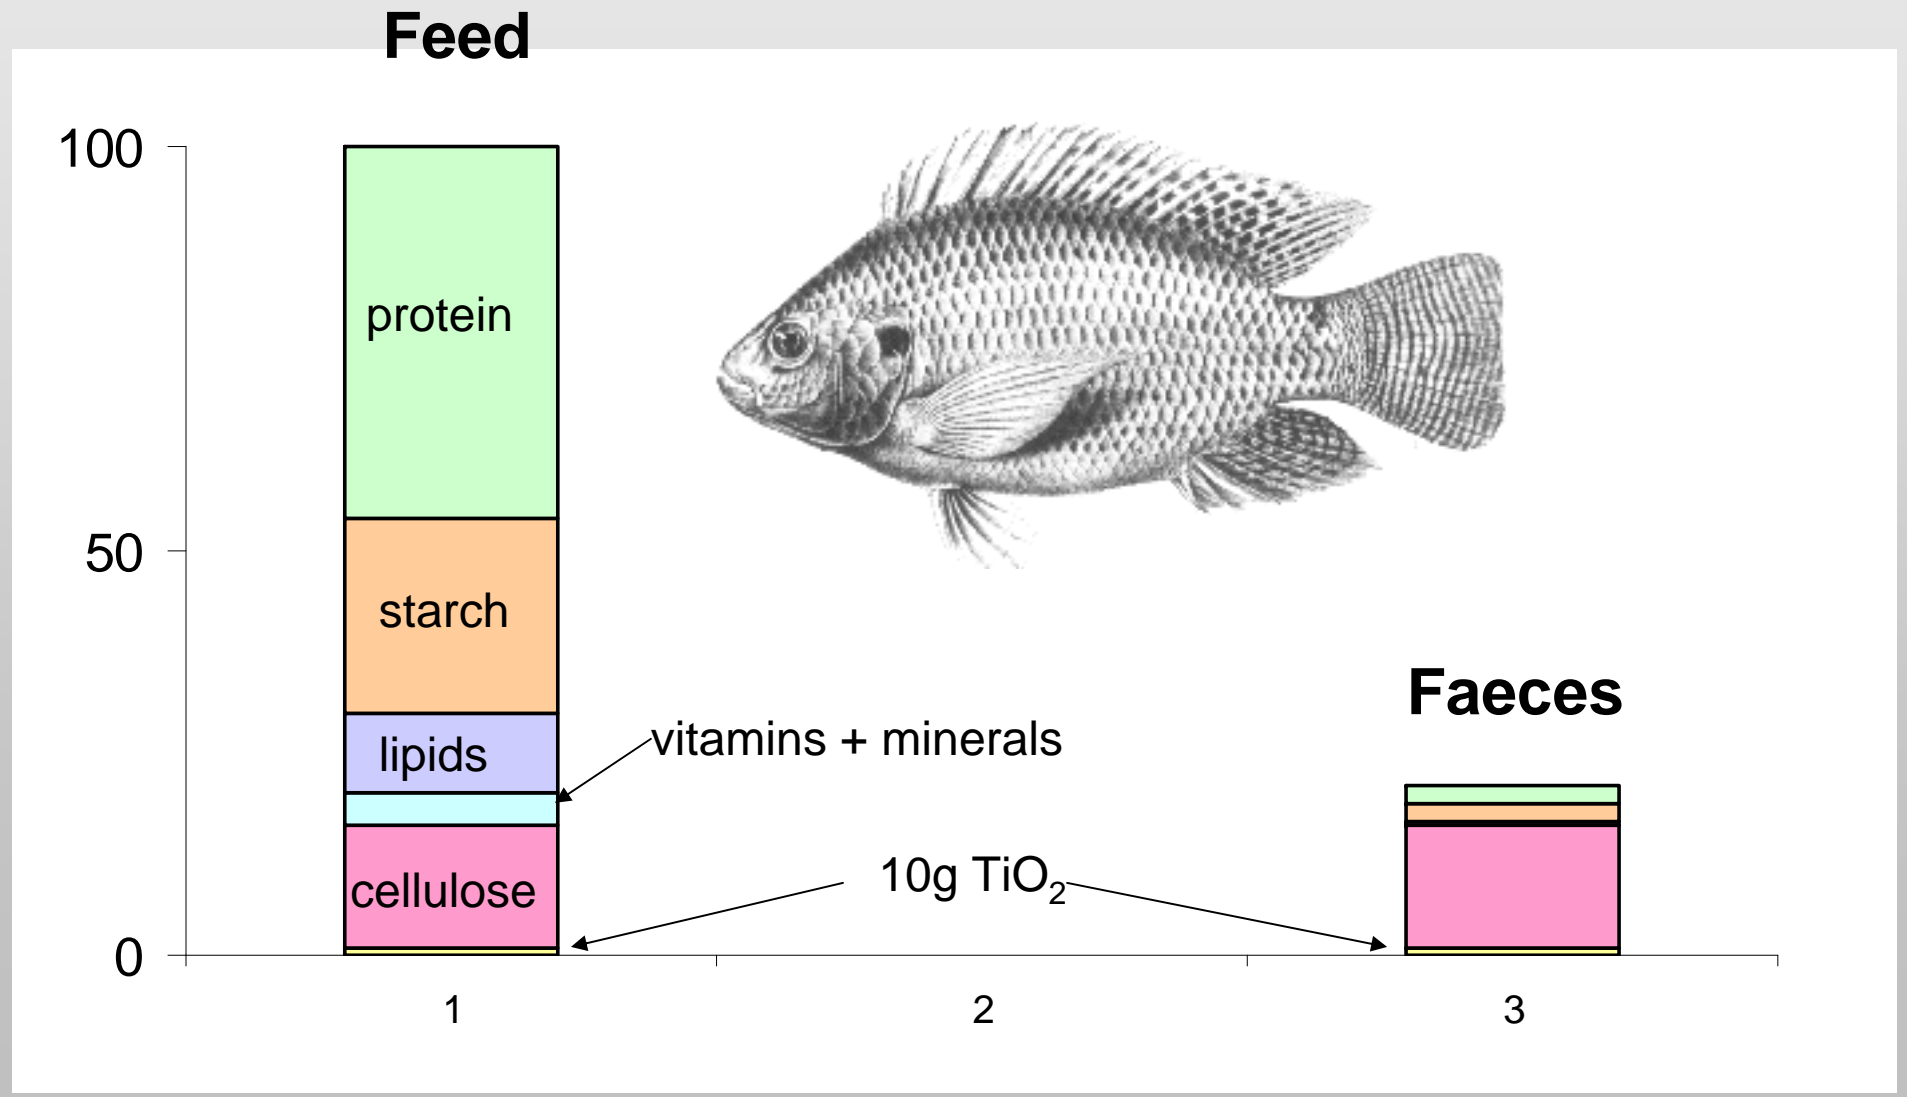 Feed
100
protein
50
starch
Faeces
lipids
vitamins + minerals
10g TiO₂
cellulose
0
1
2
3